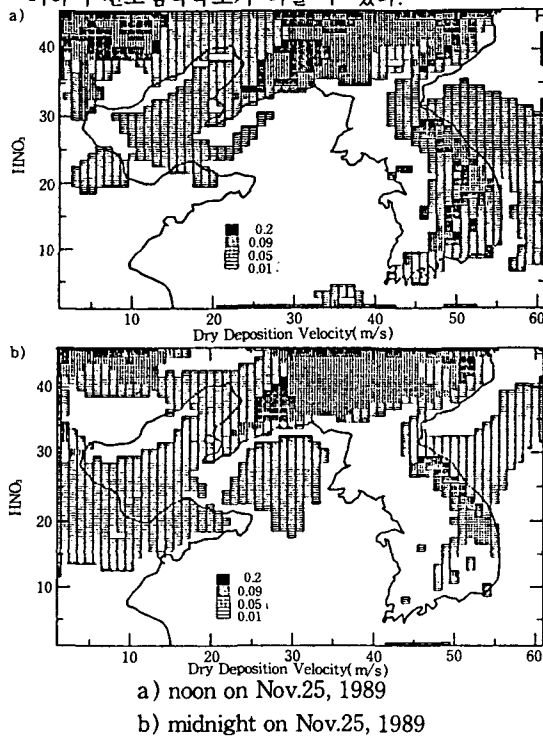 a)
40
30
20
10
HNO₃
0.2
0.09
0.05
0.01
10 20 30 40 50 60
Dry Deposition Velocity(m/s)
b)
40
30
20
10
HNO₃
0.2
0.09
0.05
0.01
10 20 30 40 50 60
Dry Deposition Velocity(m/s)
a) noon on Nov.25, 1989
b) midnight on Nov.25, 1989